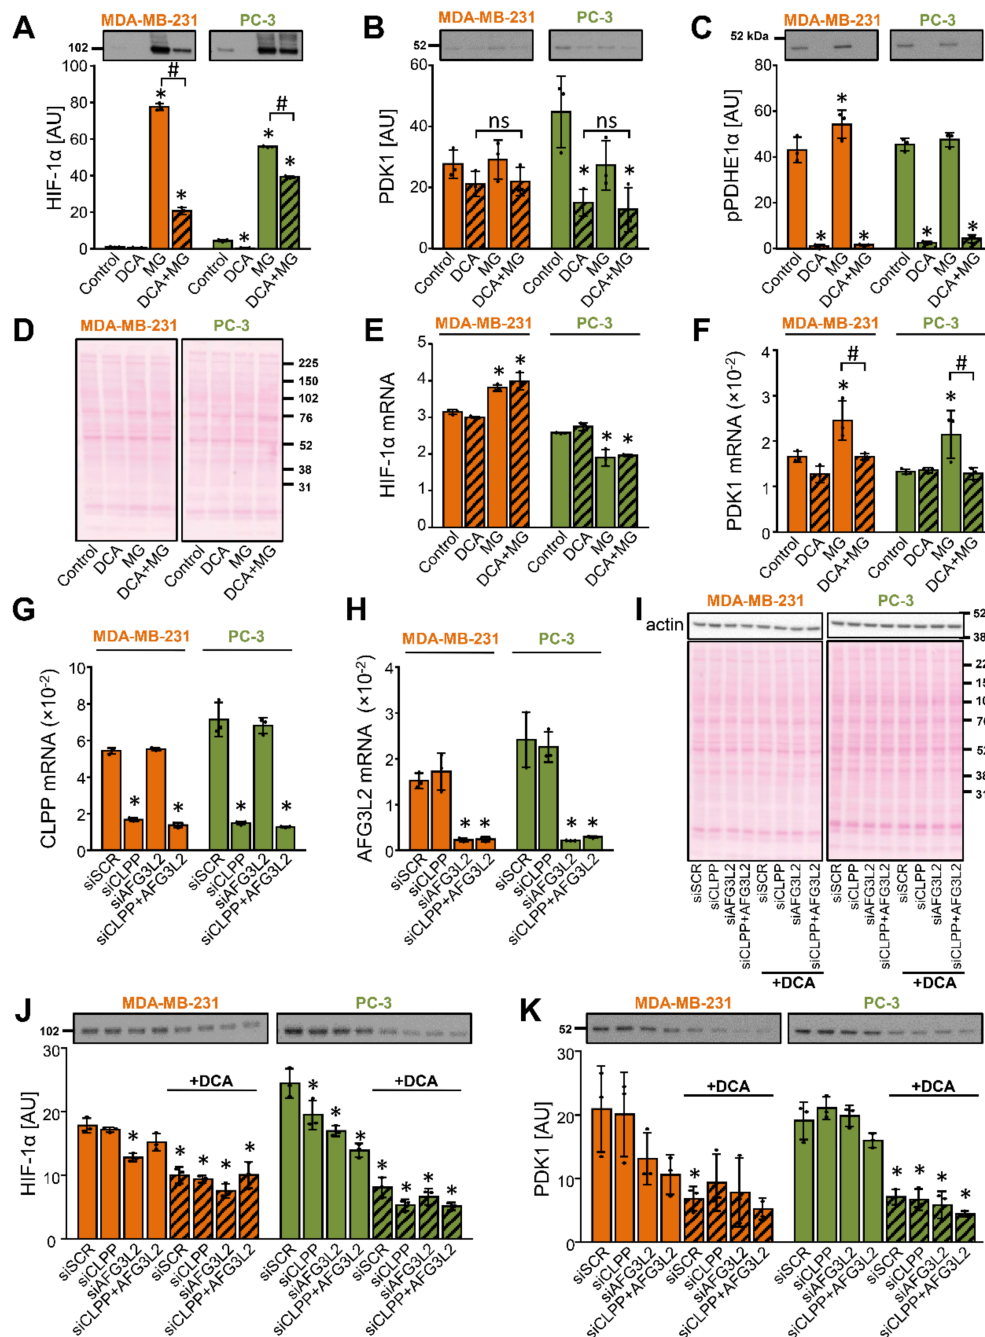 A
MDA-MB-231 PC-3
102
HIF-1α [AU]
100
80
60
40
20
0
# #
* * * * *
Control DCA MG DCA+MG Control DCA MG DCA+MG
B
MDA-MB-231 PC-3
52
PDK1 [AU]
60
40
20
0
ns ns
* *
Control DCA MG DCA+MG Control DCA MG DCA+MG
C
MDA-MB-231 PC-3
52 kDa
pPDHE1α [AU]
80
60
40
20
0
* * * * *
Control DCA MG DCA+MG Control DCA MG DCA+MG
D
MDA-MB-231 PC-3
225
150
102
76
52
38
31
Control DCA MG DCA+MG Control DCA MG DCA+MG
E
MDA-MB-231 PC-3
HIF-1α mRNA
5
4
3
2
1
0
* * * *
Control DCA MG DCA+MG Control DCA MG DCA+MG
F
MDA-MB-231 PC-3
PDK1 mRNA (×10⁻²)
4
3
2
1
0
# #
* *
Control DCA MG DCA+MG Control DCA MG DCA+MG
G
MDA-MB-231 PC-3
CLPP mRNA (×10⁻²)
10
8
6
4
2
0
* * * *
siSCR siCLPP siAFG3L2 siCLPP+AFG3L2 siSCR siCLPP siAFG3L2 siCLPP+AFG3L2
H
MDA-MB-231 PC-3
AFG3L2 mRNA (×10⁻²)
4
3
2
1
0
* * * *
siSCR siCLPP siAFG3L2 siCLPP+AFG3L2 siSCR siCLPP siAFG3L2 siCLPP+AFG3L2
I
MDA-MB-231 PC-3
actin
52
38
22
15
10
76
52
38
31
siSCR siCLPP siAFG3L2 siCLPP+AFG3L2 siSCR siCLPP siAFG3L2 siCLPP+AFG3L2 siSCR siCLPP siAFG3L2 siCLPP+AFG3L2 siSCR siCLPP siAFG3L2 siCLPP+AFG3L2
+DCA +DCA
J
MDA-MB-231 PC-3
102
HIF-1α [AU]
30
20
10
0
+DCA +DCA
* * * * * * * * * * * *
siSCR siCLPP siAFG3L2 siCLPP+AFG3L2 siSCR siCLPP siAFG3L2 siCLPP+AFG3L2 siSCR siCLPP siAFG3L2 siCLPP+AFG3L2 siSCR siCLPP siAFG3L2 siCLPP+AFG3L2
K
MDA-MB-231 PC-3
52
PDK1 [AU]
30
20
10
0
+DCA +DCA
* * * * *
siSCR siCLPP siAFG3L2 siCLPP+AFG3L2 siSCR siCLPP siAFG3L2 siCLPP+AFG3L2 siSCR siCLPP siAFG3L2 siCLPP+AFG3L2 siSCR siCLPP siAFG3L2 siCLPP+AFG3L2